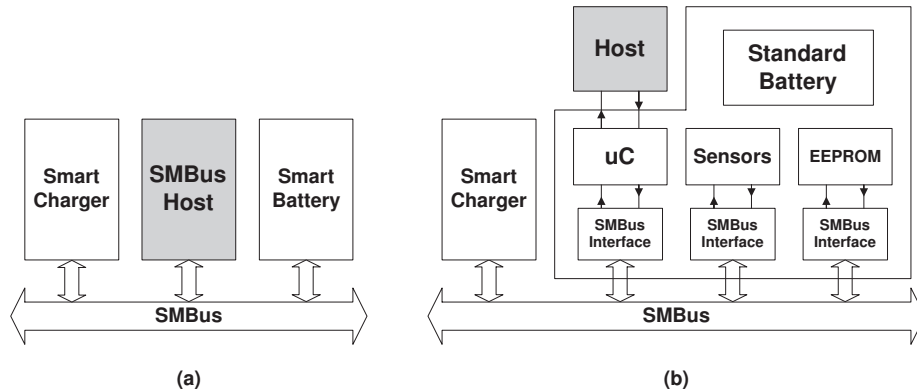 Smart
Charger
SMBus
Host
Smart
Battery
SMBus
(a)
Host
Standard
Battery
Smart
Charger
uC
Sensors
EEPROM
SMBus
Interface
SMBus
Interface
SMBus
Interface
SMBus
(b)